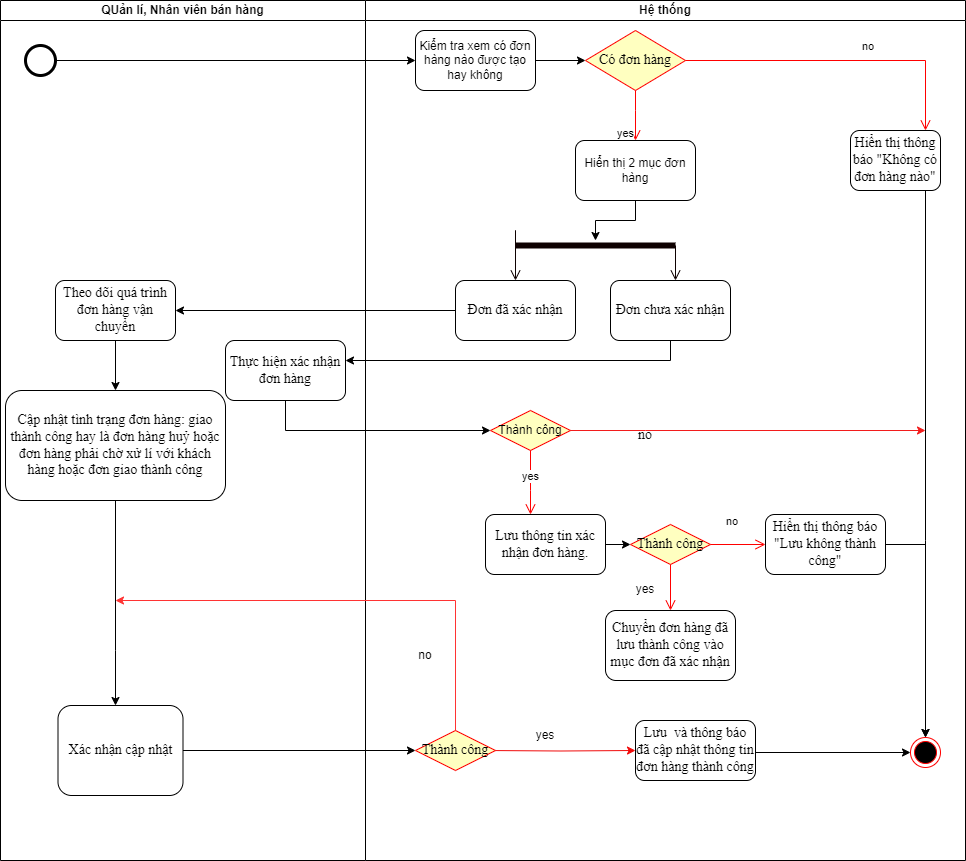 QUản lí, Nhân viên bán hàng
Hệ thống
Kiểm tra xem có đơn
hảng nào được tạo
hay không
Có đơn hàng
no
yes
Hiển thị thông
báo "Không có
đơn hàng nào"
Hiển thị 2 mục đơn
hàng
Theo dõi quá trình
đơn hàng vận
chuyển
Đơn đã xác nhận
Đơn chưa xác nhận
Thực hiện xác nhận
đơn hàng
Cập nhật tình trạng đơn hàng: giao
thành công hay là đơn hàng huỷ hoặc
đơn hàng phải chờ xử lí với khách
hàng hoặc đơn giao thành công
Thành công
no
yes
Lưu thông tin xác
nhận đơn hàng.
Thành công
no
Hiển thị thông báo
"Lưu không thành
công"
yes
Chuyển đơn hàng đã
lưu thành công vào
mục đơn đã xác nhận
no
Xác nhận cập nhật
Thành công
yes
Lưu và thông báo
đã cập nhật thông tin
đơn hàng thành công